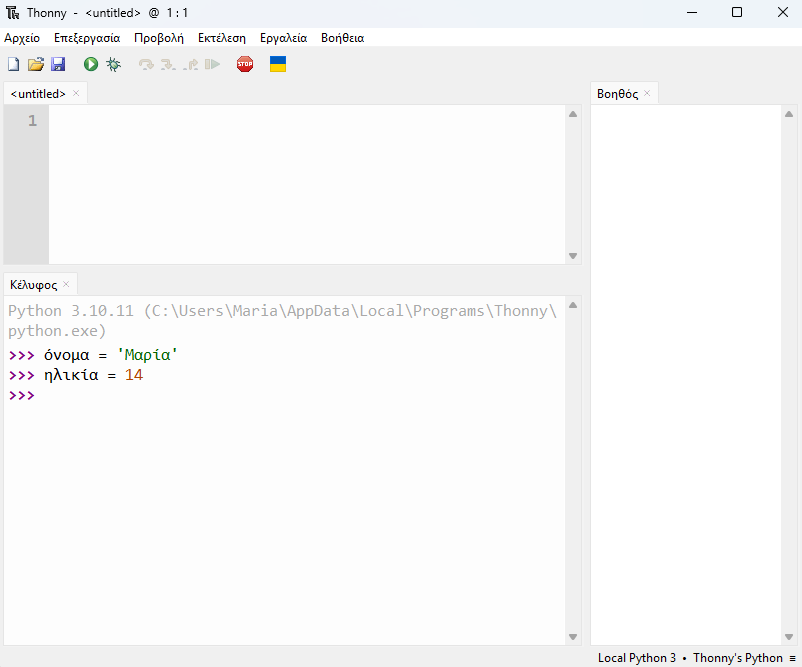 Thonny - <untitled> @ 1 : 1
Αρχείο Επεξεργασία Προβολή Εκτέλεση Εργαλεία Βοήθεια
STOP
<untitled> ×
Βοηθός ×
1
Κέλυφος ×
Python 3.10.11 (C:\Users\Maria\AppData\Local\Programs\Thonny\
python.exe)
>>> όνομα = 'Μαρία'
>>> ηλικία = 14
>>>
Local Python 3 • Thonny's Python ≡